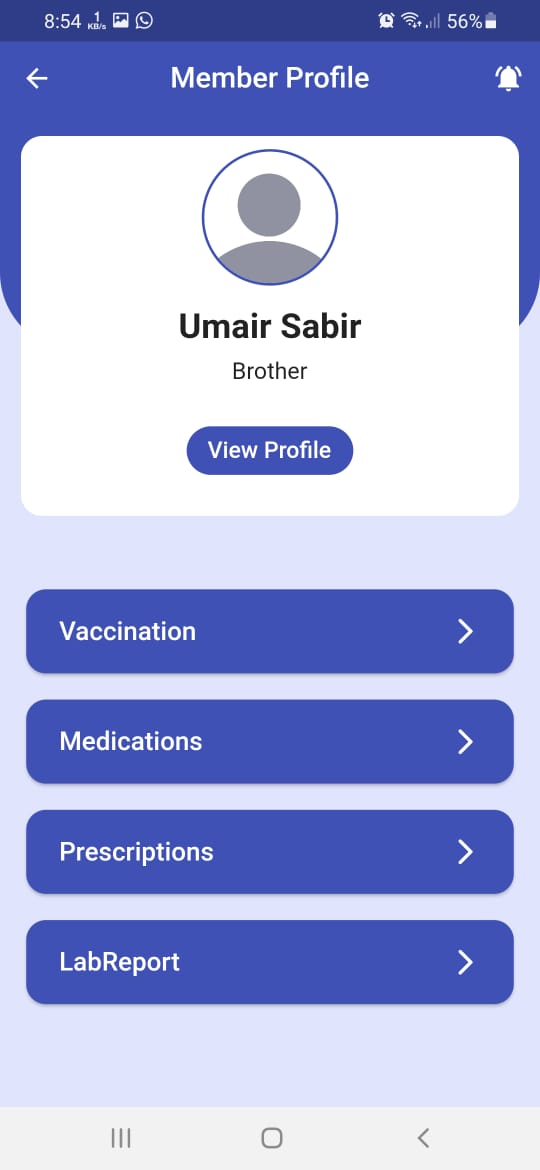 8:54 1 KB/s 56%
Member Profile
Umair Sabir
Brother
View Profile
Vaccination
Medications
Prescriptions
LabReport